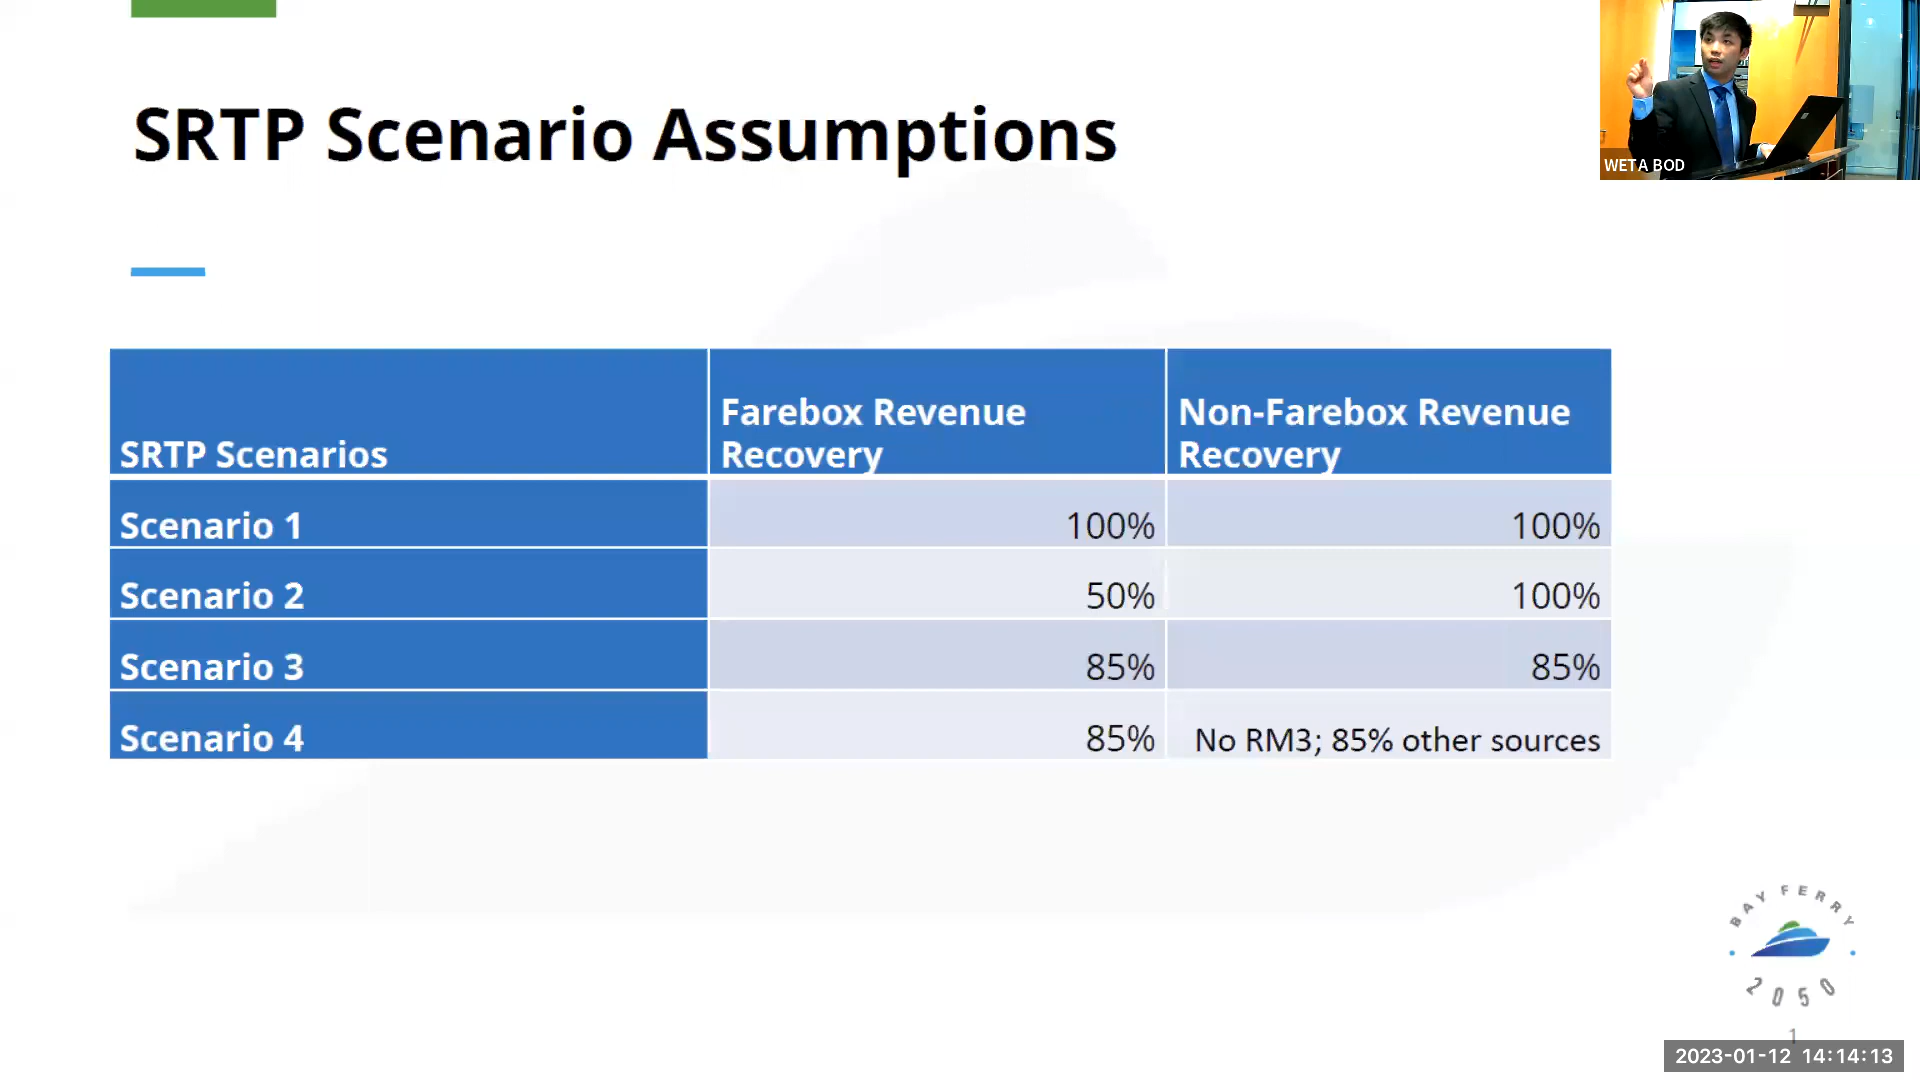 SRTP Scenario Assumptions
WETA BOD
SRTP Scenarios
Farebox Revenue
Recovery
Non-Farebox Revenue
Recovery
Scenario 1
100%
100%
Scenario 2
50%
100%
Scenario 3
85%
85%
Scenario 4
85%
No RM3; 85% other sources
BAY FERRY
2050
1
2023-01-12 14:14:13